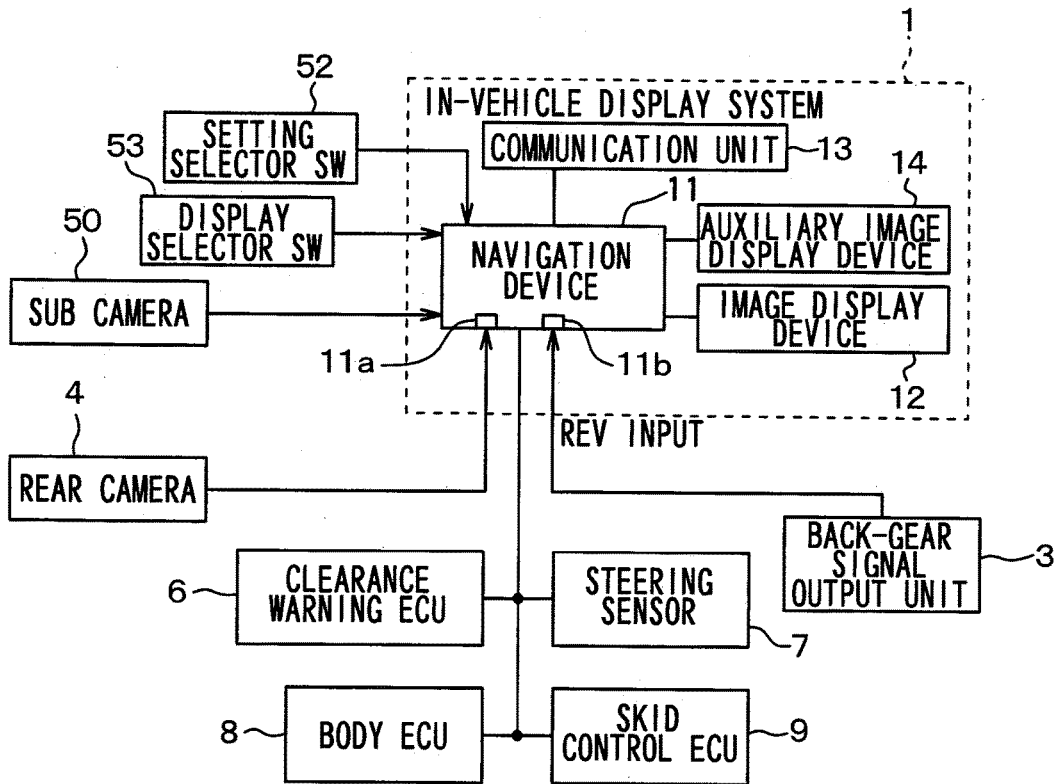 1
52
IN-VEHICLE DISPLAY SYSTEM
SETTING
SELECTOR SW
COMMUNICATION UNIT
13
53
DISPLAY
SELECTOR SW
11
14
50
NAVIGATION
DEVICE
AUXILIARY IMAGE
DISPLAY DEVICE
SUB CAMERA
IMAGE DISPLAY
DEVICE
11a
11b
12
4
REV INPUT
REAR CAMERA
BACK-GEAR
SIGNAL
OUTPUT UNIT
3
6
CLEARANCE
WARNING ECU
STEERING
SENSOR
7
8
BODY ECU
SKID
CONTROL ECU
9